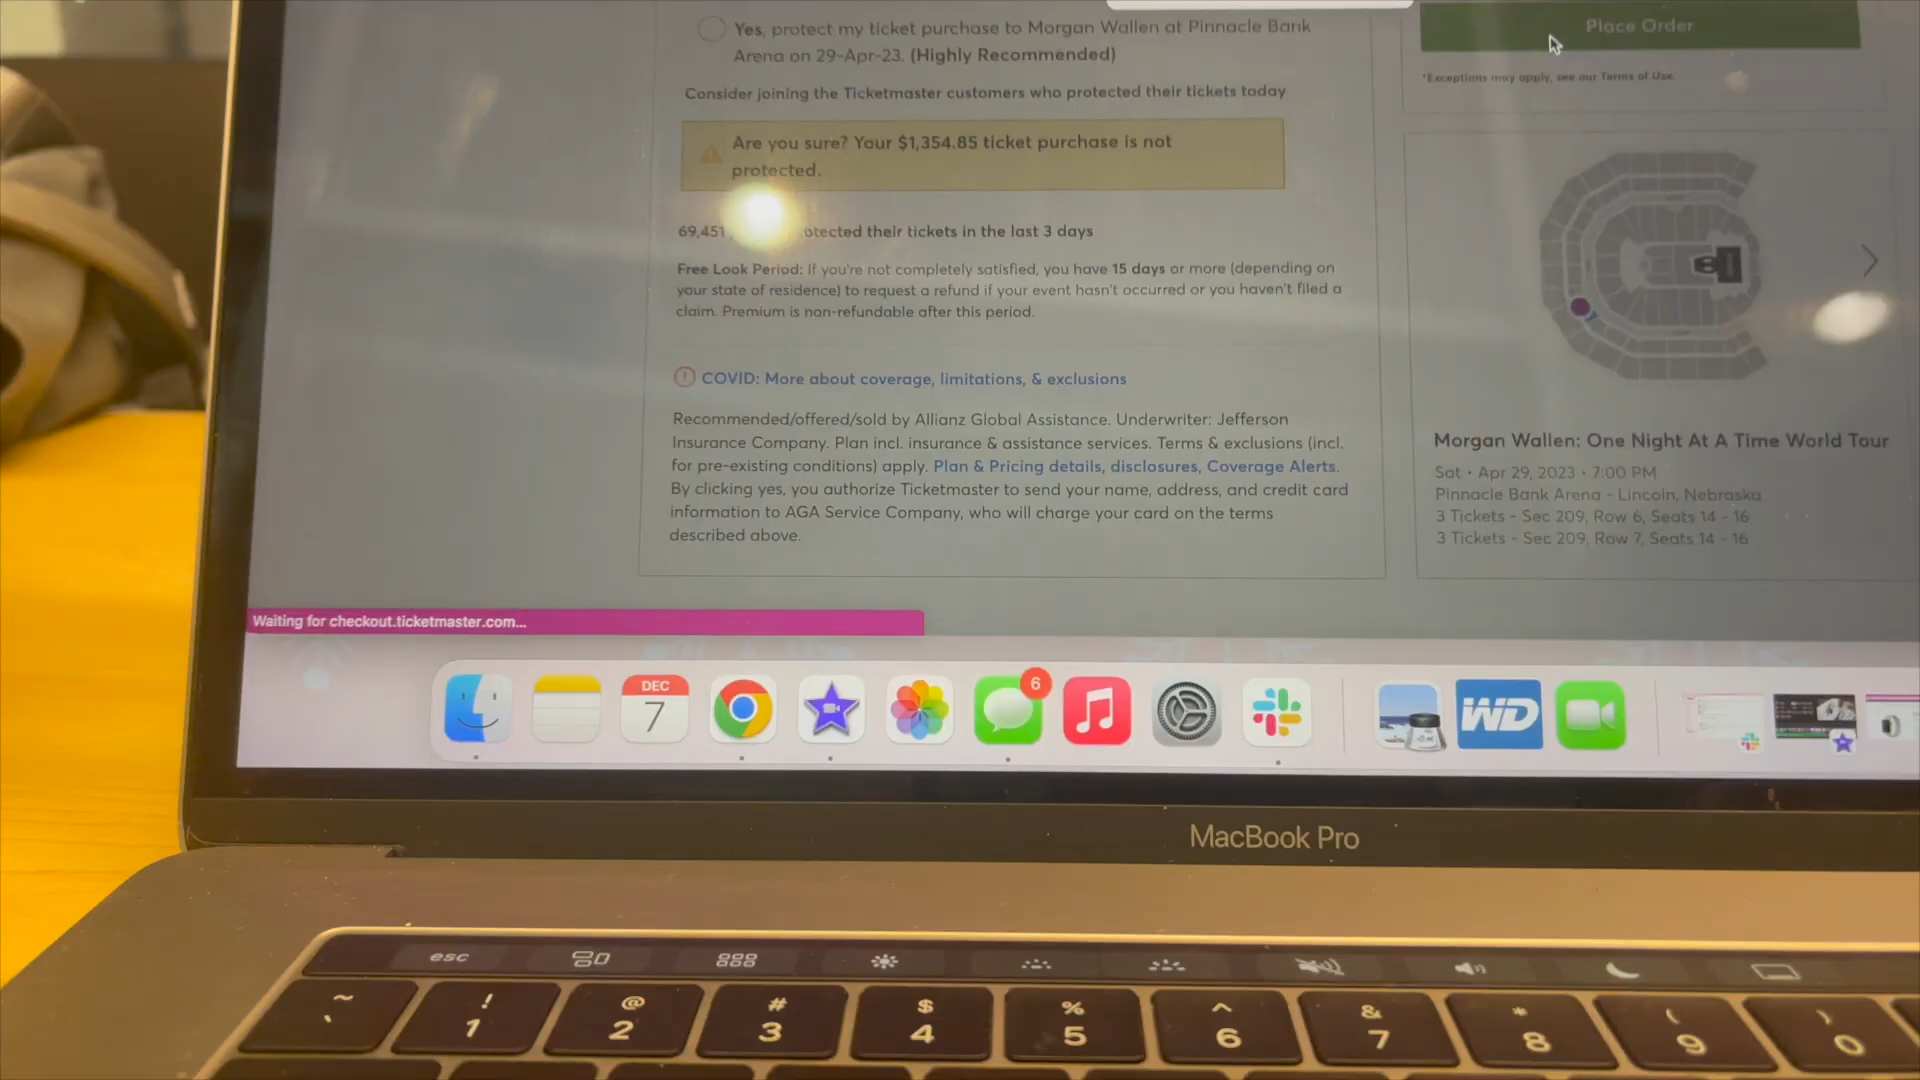 Yes, protect my ticket purchase to Morgan Wallen at Pinnacle Bank
Arena on 29-Apr-23. (Highly Recommended)
Consider joining the Ticketmaster customers who protected their tickets today
Are you sure? Your $1,354.85 ticket purchase is not
protected.
69,451 otected their tickets in the last 3 days
Free Look Period: If you're not completely satisfied, you have 15 days or more (depending on
your state of residence) to request a refund if your event hasn't occurred or you haven't filed a
claim. Premium is non-refundable after this period.
COVID: More about coverage, limitations, & exclusions
Recommended/offered/sold by Allianz Global Assistance. Underwriter: Jefferson
Insurance Company. Plan incl. insurance & assistance services. Terms & exclusions (incl.
for pre-existing conditions) apply. Plan & Pricing details, disclosures, Coverage Alerts.
By clicking yes, you authorize Ticketmaster to send your name, address, and credit card
information to AGA Service Company, who will charge your card on the terms
described above.
Place Order
*Exceptions may apply, see our Terms of Use.
Morgan Wallen: One Night At A Time World Tour
Sat • Apr 29, 2023 • 7:00 PM
Pinnacle Bank Arena - Lincoln, Nebraska
3 Tickets - Sec 209, Row 6, Seats 14 - 16
3 Tickets - Sec 209, Row 7, Seats 14 - 16
Waiting for checkout.ticketmaster.com...
DEC
7
6
WD
MacBook Pro
esc
~ ! @ # $ % ^ & * ( )
` 1 2 3 4 5 6 7 8 9 0